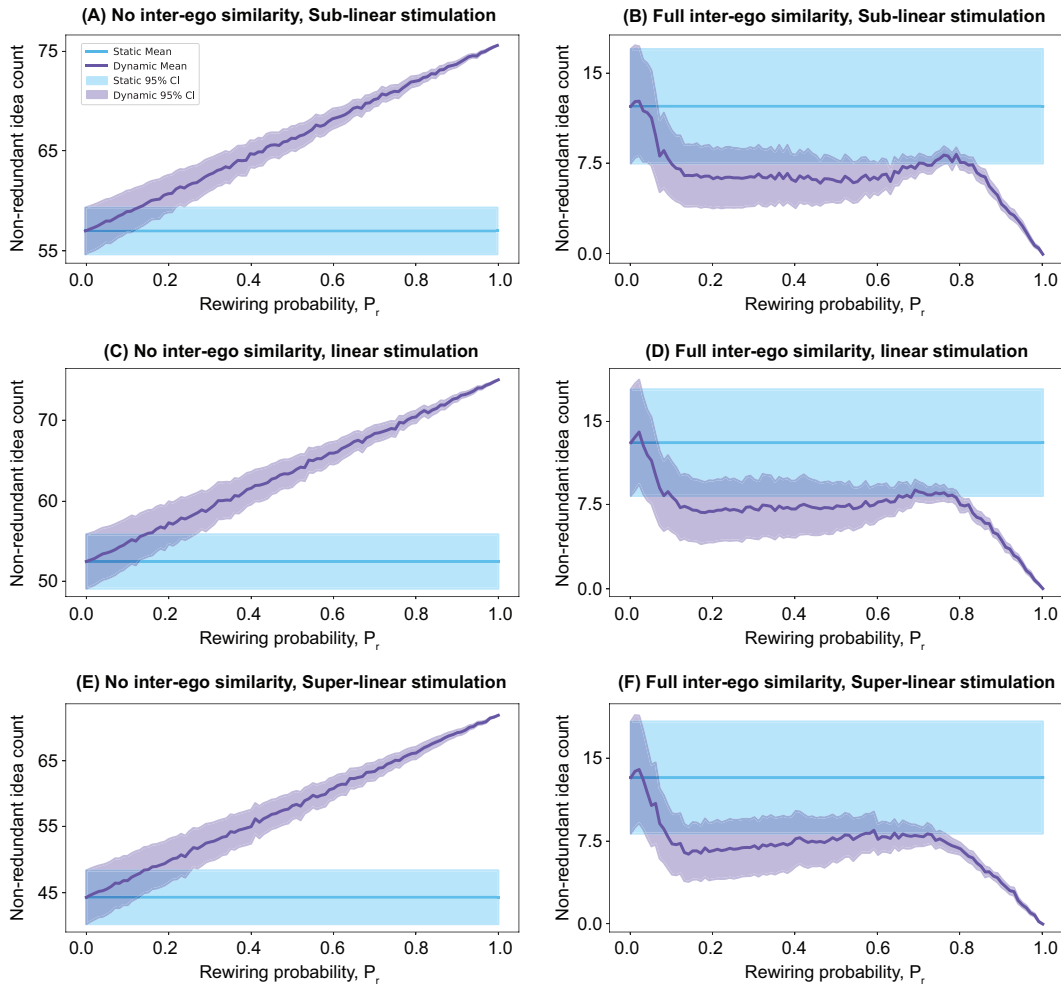 (A) No inter-ego similarity, Sub-linear stimulation
Non-redundant idea count
75
65
55
Static Mean
Dynamic Mean
Static 95% CI
Dynamic 95% CI
0.0 0.2 0.4 0.6 0.8 1.0
Rewiring probability, P_r
(B) Full inter-ego similarity, Sub-linear stimulation
Non-redundant idea count
15
7.5
0.0
0.0 0.2 0.4 0.6 0.8 1.0
Rewiring probability, P_r
(C) No inter-ego similarity, linear stimulation
Non-redundant idea count
70
60
50
0.0 0.2 0.4 0.6 0.8 1.0
Rewiring probability, P_r
(D) Full inter-ego similarity, linear stimulation
Non-redundant idea count
15
7.5
0.0
0.0 0.2 0.4 0.6 0.8 1.0
Rewiring probability, P_r
(E) No inter-ego similarity, Super-linear stimulation
Non-redundant idea count
65
55
45
0.0 0.2 0.4 0.6 0.8 1.0
Rewiring probability, P_r
(F) Full inter-ego similarity, Super-linear stimulation
Non-redundant idea count
15
7.5
0.0
0.0 0.2 0.4 0.6 0.8 1.0
Rewiring probability, P_r